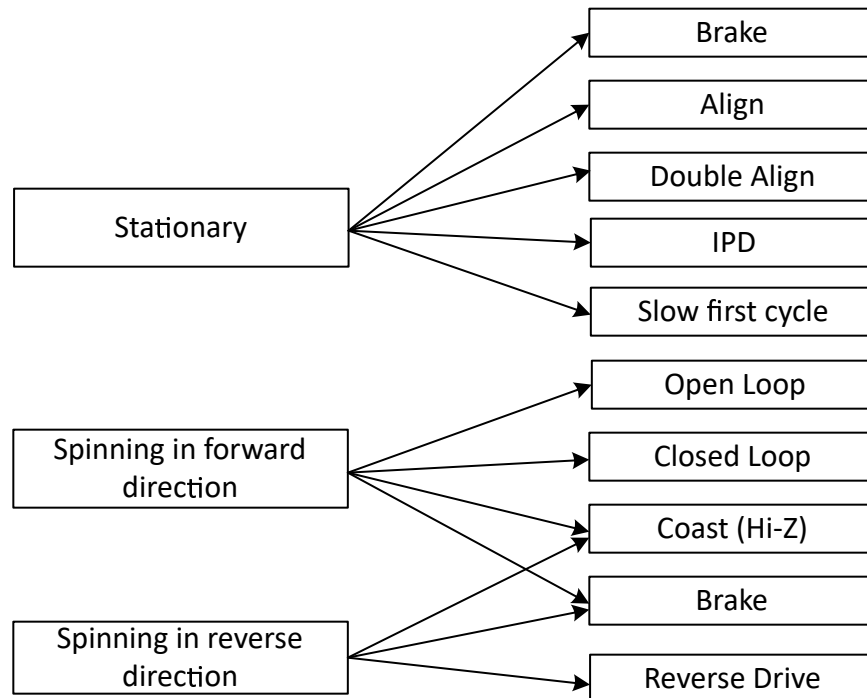 Brake
Align
Double Align
Stationary
IPD
Slow first cycle
Open Loop
Spinning in forward
direction
Closed Loop
Coast (Hi-Z)
Brake
Spinning in reverse
direction
Reverse Drive